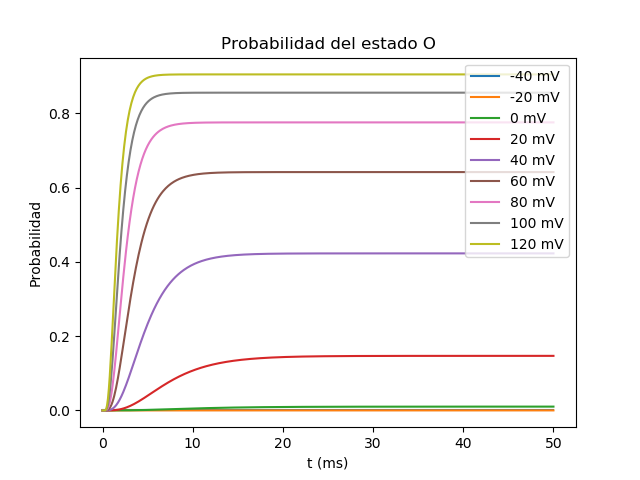 Probabilidad del estado O
Probabilidad
0.8
0.6
0.4
0.2
0.0
0
10
20
30
40
50
t (ms)
-40 mV
-20 mV
0 mV
20 mV
40 mV
60 mV
80 mV
100 mV
120 mV